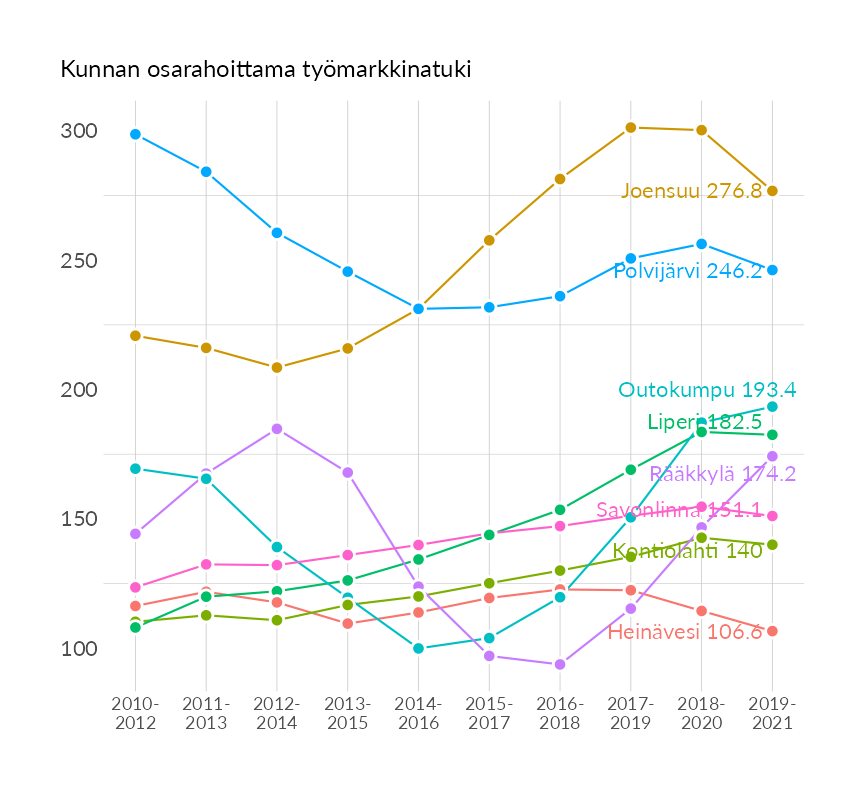 Kunnan osarahoittama työmarkkinatuki
300
Joensuu 276.8
250
Polvijärvi 246.2
200
Outokumpu 193.4
Liperi 182.5
Rääkkylä 174.2
150
Savonlinna 151.1
Kontiolahti 140
Heinävesi 106.6
100
2010- 2011- 2012- 2013- 2014- 2015- 2016- 2017- 2018- 2019-
2012 2013 2014 2015 2016 2017 2018 2019 2020 2021